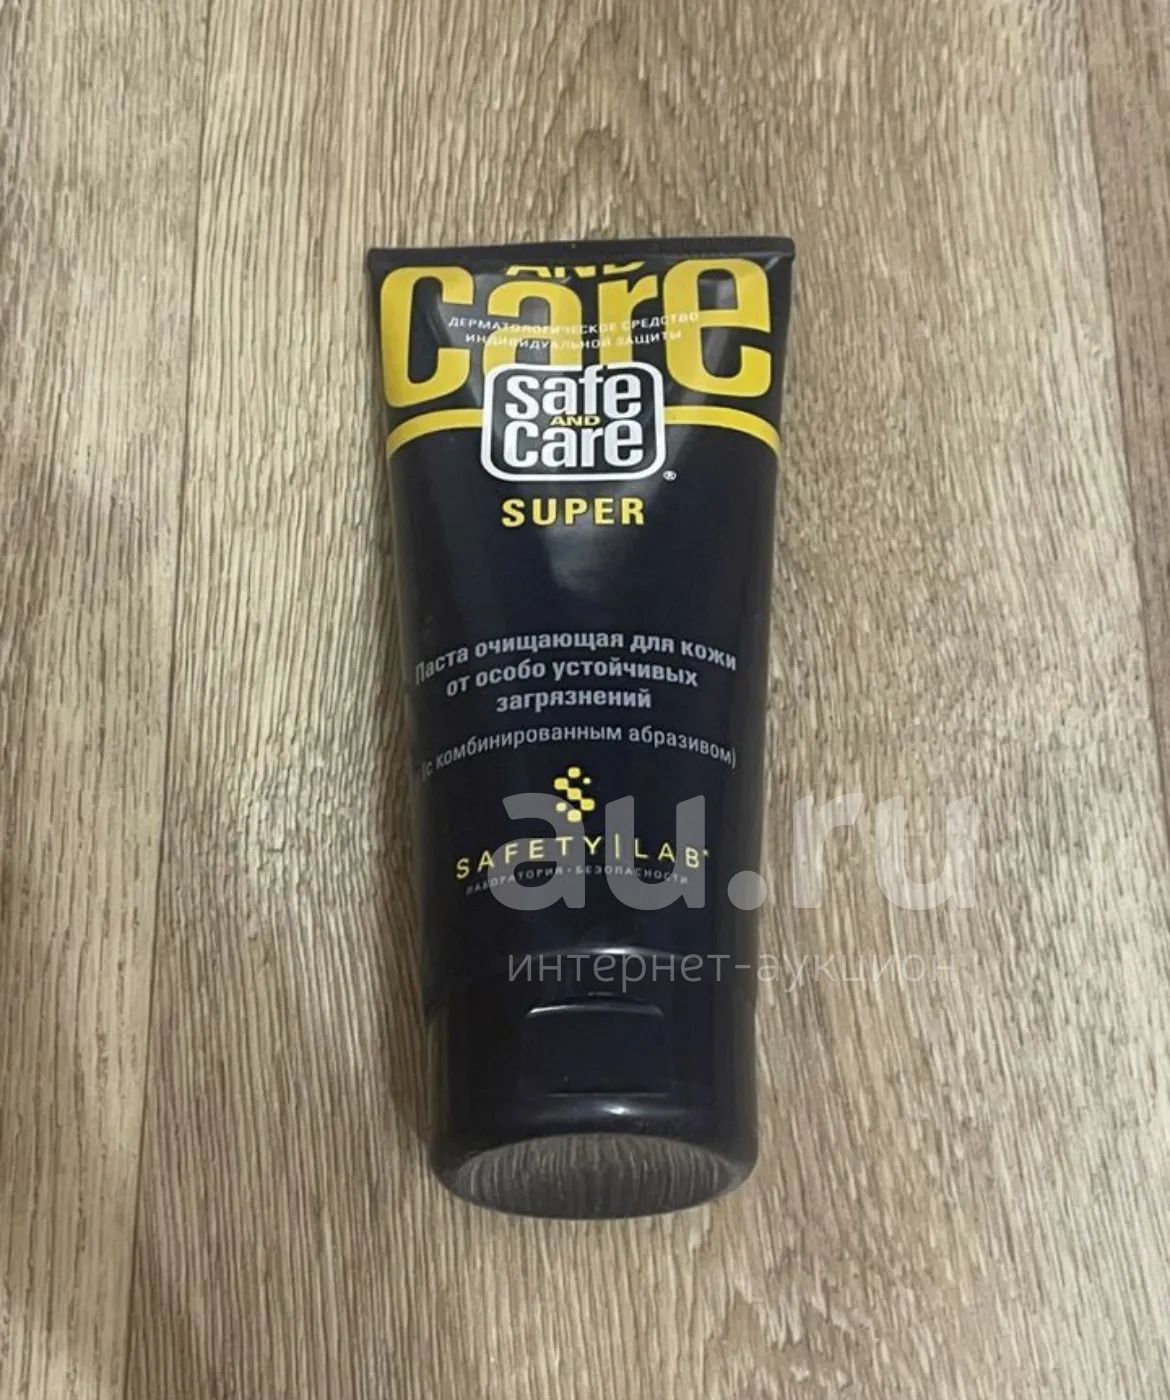 AND
care
ДЕРМАТОЛОГИЧЕСКОЕ СРЕДСТВО
ИНДИВИДУАЛЬНОЙ ЗАЩИТЫ
safe
AND
care®
SUPER
Паста очищающая для кожи
от особо устойчивых
загрязнений
(с комбинированным абразивом)
SAFETY|LAB
ЛАБОРАТОРИЯ · БЕЗОПАСНОСТИ
au.ru
интернет-аукцион